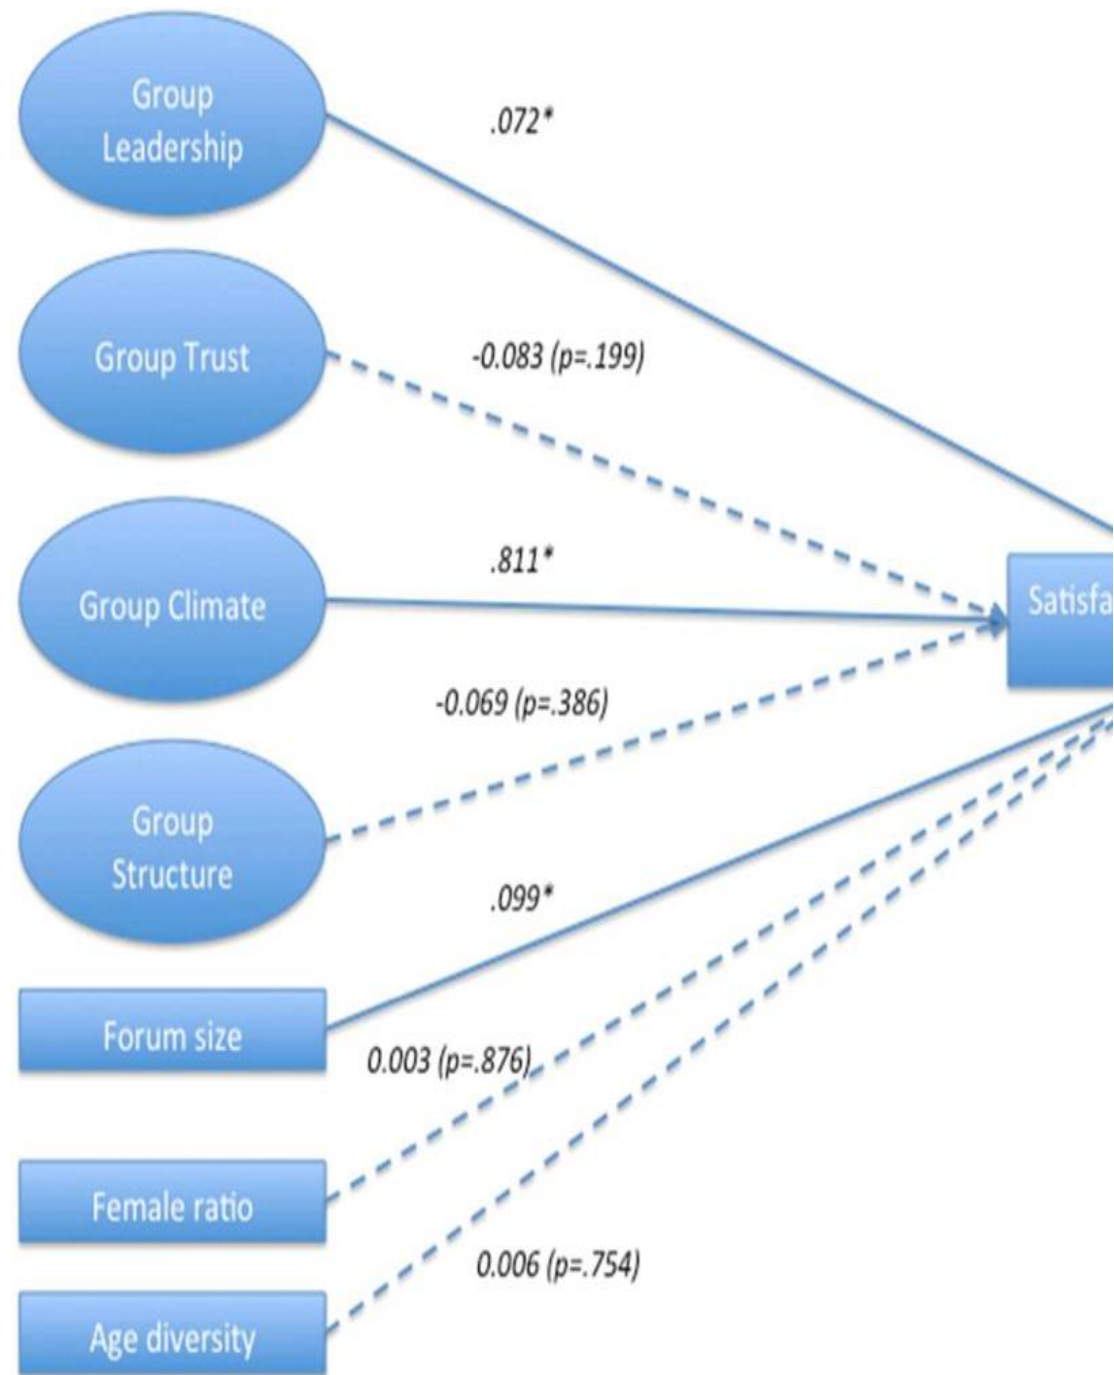 Group
Leadership
.072*
Group Trust
-0.083 (p=.199)
Group Climate
.811*
Satisfa
-0.069 (p=.386)
Group
Structure
.099*
Forum size
0.003 (p=.876)
Female ratio
0.006 (p=.754)
Age diversity